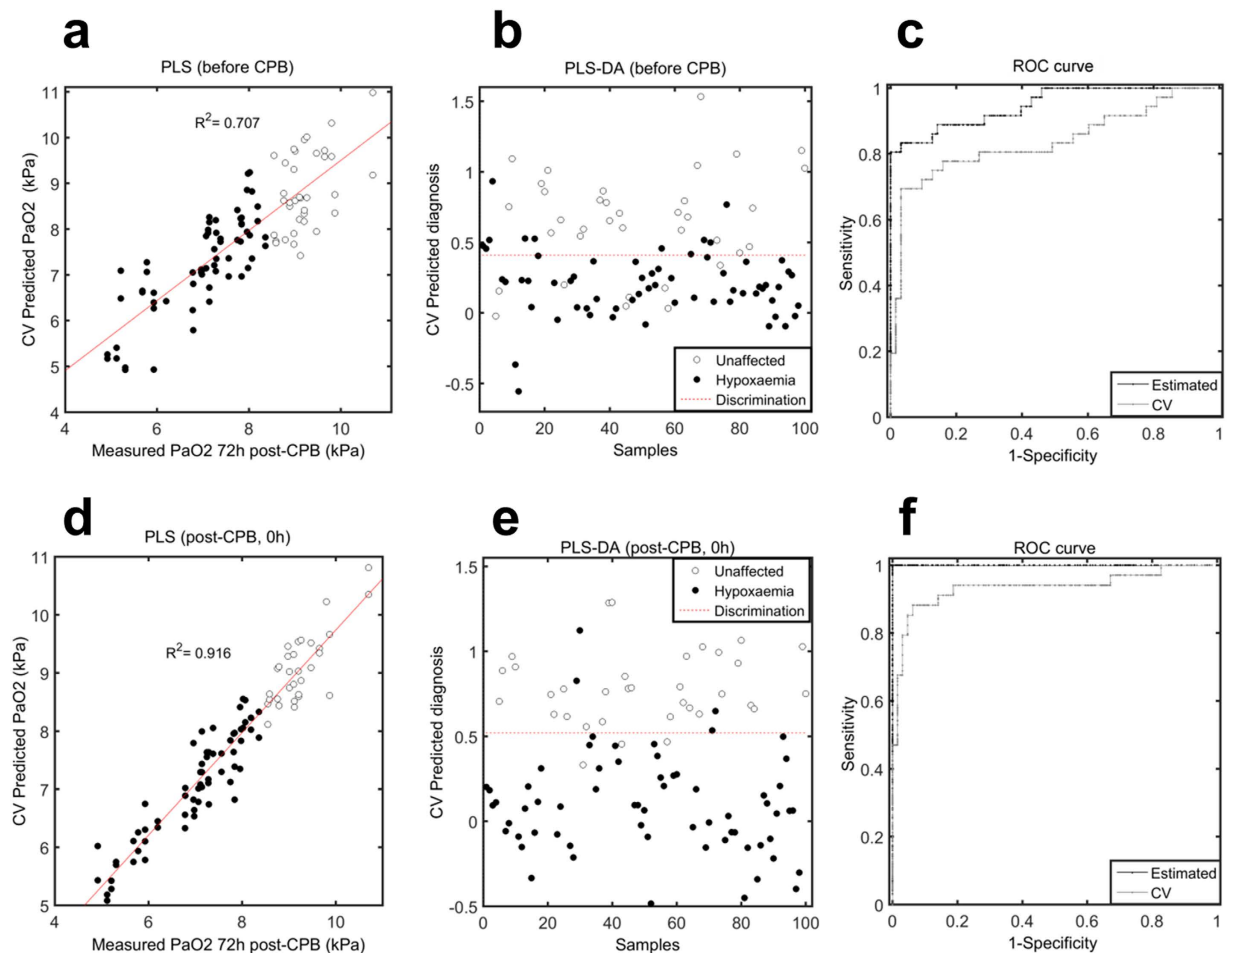 a
PLS (before CPB)
R²= 0.707
CV Predicted PaO2 (kPa)
11
10
9
8
7
6
5
4
4
6
8
10
Measured PaO2 72h post-CPB (kPa)
b
PLS-DA (before CPB)
CV Predicted diagnosis
1.5
1
0.5
0
-0.5
0
20
40
60
80
100
Samples
Unaffected
Hypoxaemia
Discrimination
c
ROC curve
Sensitivity
1
0.8
0.6
0.4
0.2
0
0
0.2
0.4
0.6
0.8
1
1-Specificity
Estimated
CV
d
PLS (post-CPB, 0h)
R²= 0.916
CV Predicted PaO2 (kPa)
11
10
9
8
7
6
5
4
6
8
10
Measured PaO2 72h post-CPB (kPa)
e
PLS-DA (post-CPB, 0h)
CV Predicted diagnosis
1.5
1
0.5
0
-0.5
0
20
40
60
80
100
Samples
Unaffected
Hypoxaemia
Discrimination
f
ROC curve
Sensitivity
1
0.8
0.6
0.4
0.2
0
0
0.2
0.4
0.6
0.8
1
1-Specificity
Estimated
CV